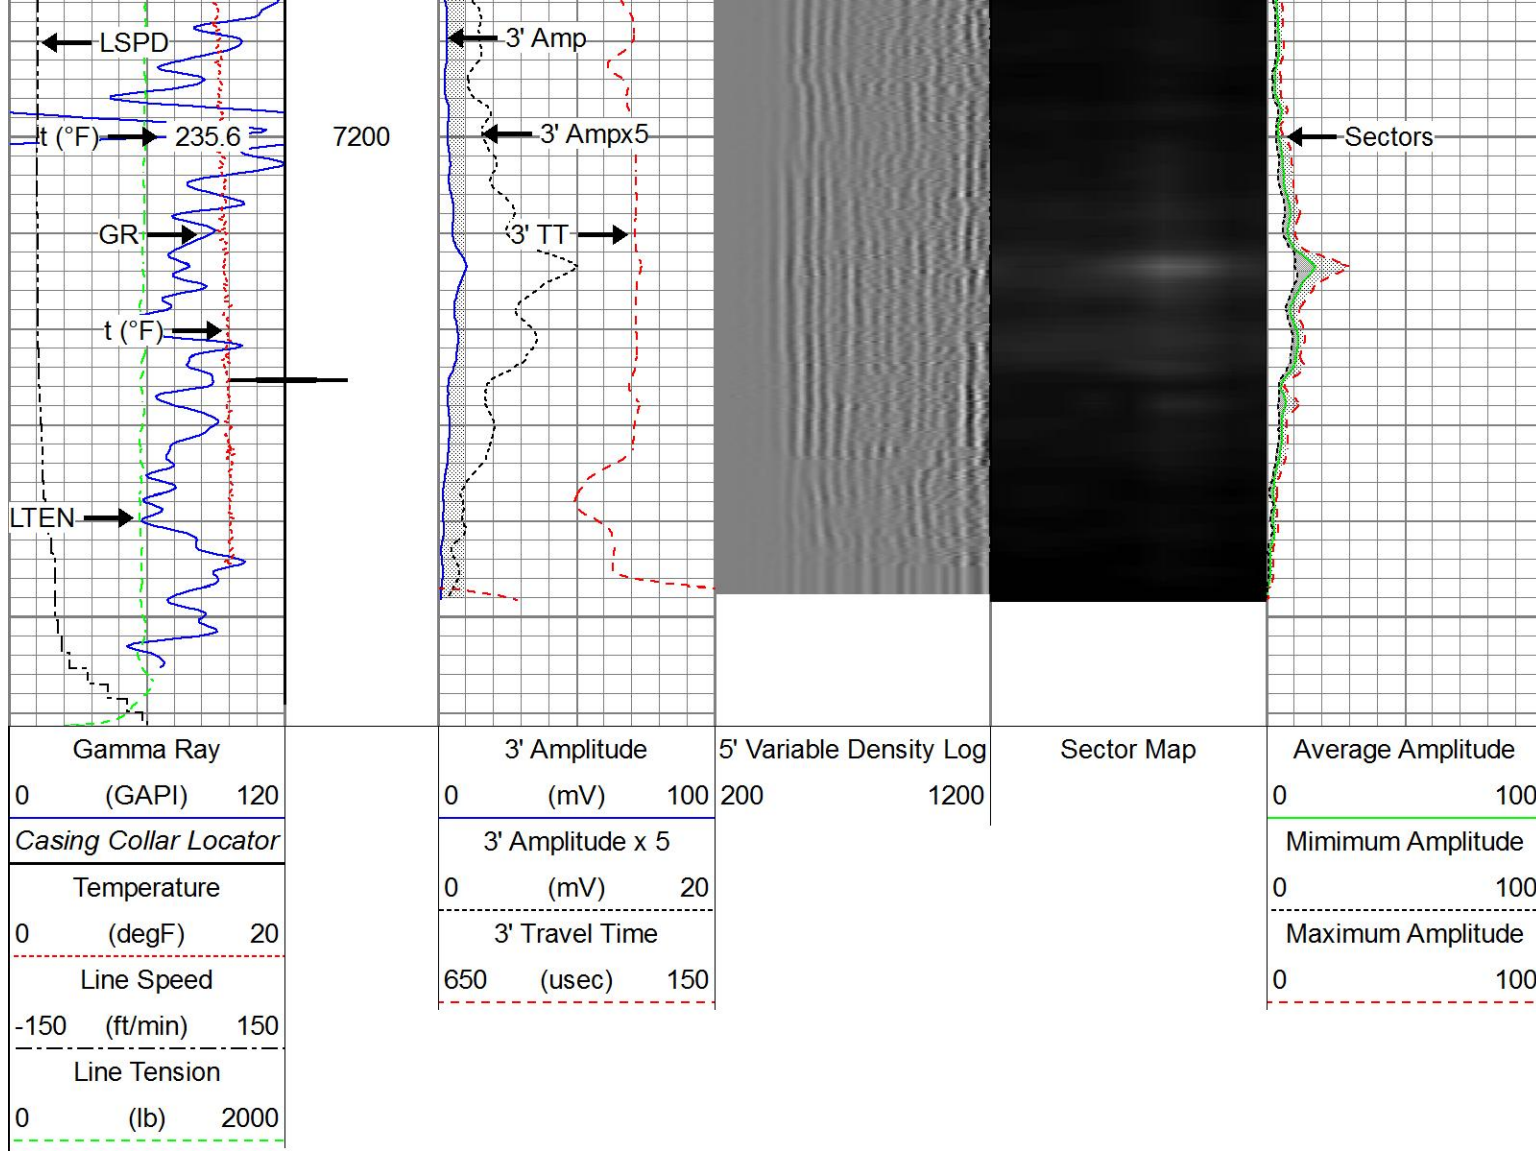 LSPD
3' Amp
t (°F)
235.6
7200
3' Ampx5
Sectors
GR
3' TT
t (°F)
LTEN
Gamma Ray
0 (GAPI) 120
Casing Collar Locator
Temperature
0 (degF) 20
Line Speed
-150 (ft/min) 150
Line Tension
0 (lb) 2000
3' Amplitude
0 (mV) 100
3' Amplitude x 5
0 (mV) 20
3' Travel Time
650 (usec) 150
5' Variable Density Log
200 1200
Sector Map
Average Amplitude
0 100
Mimimum Amplitude
0 100
Maximum Amplitude
0 100